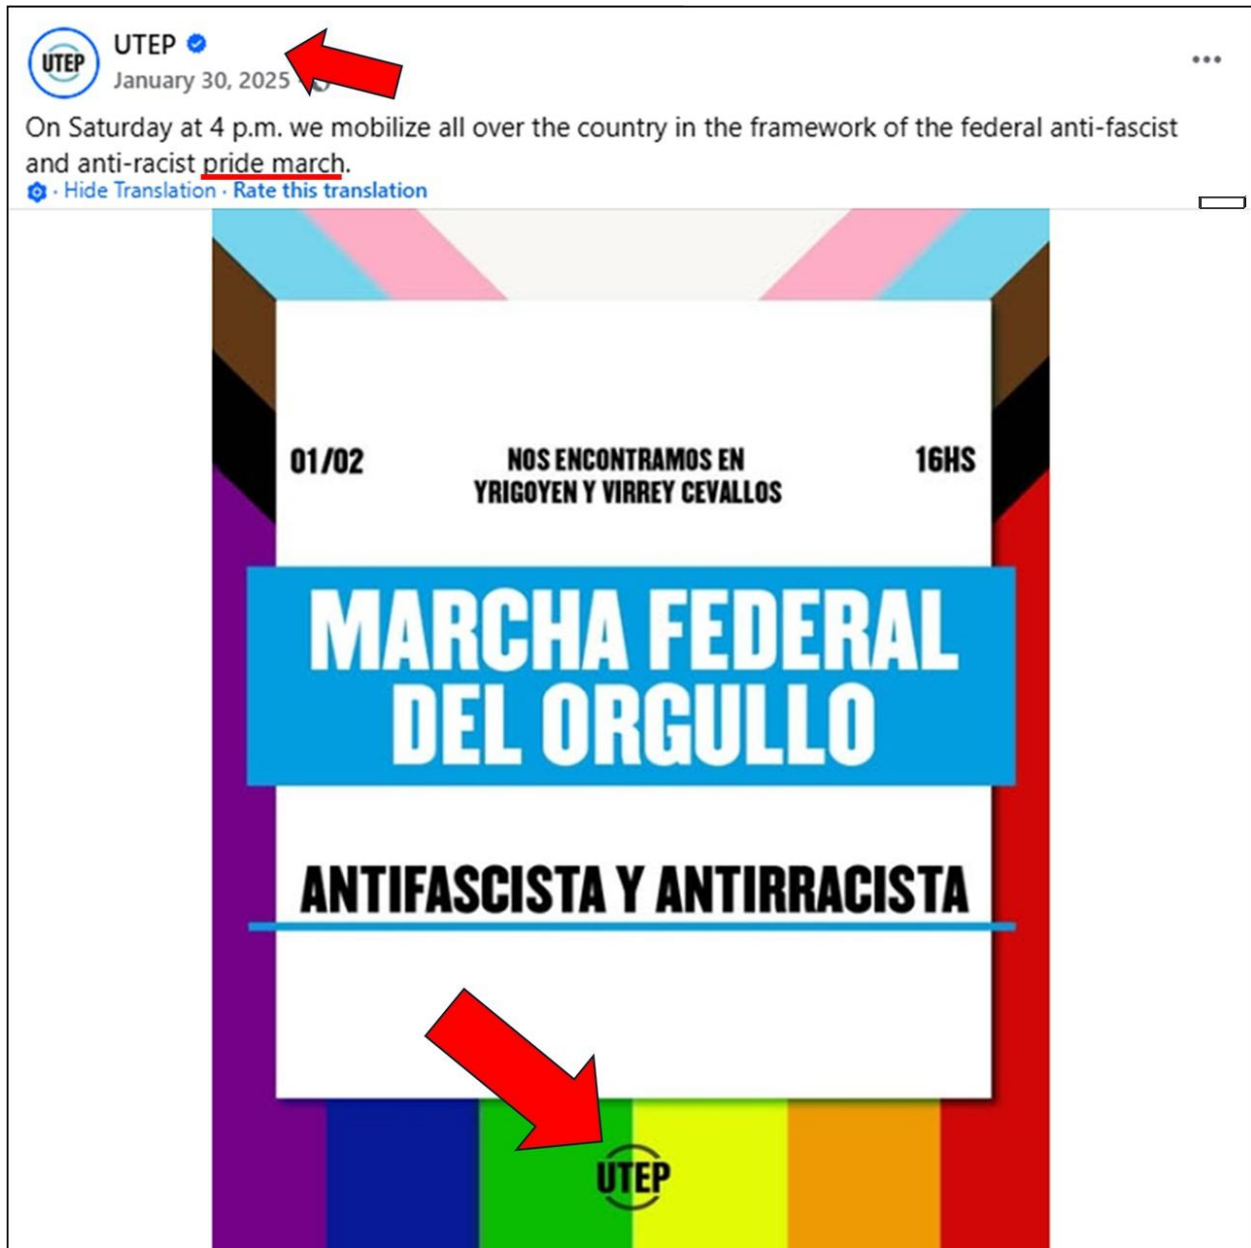 UTEP
UTEP
January 30, 2025
On Saturday at 4 p.m. we mobilize all over the country in the framework of the federal anti-fascist
and anti-racist pride march.
· Hide Translation · Rate this translation
01/02
NOS ENCONTRAMOS EN
YRIGOYEN Y VIRREY CEVALLOS
16HS
MARCHA FEDERAL
DEL ORGULLO
ANTIFASCISTA Y ANTIRRACISTA
UTEP